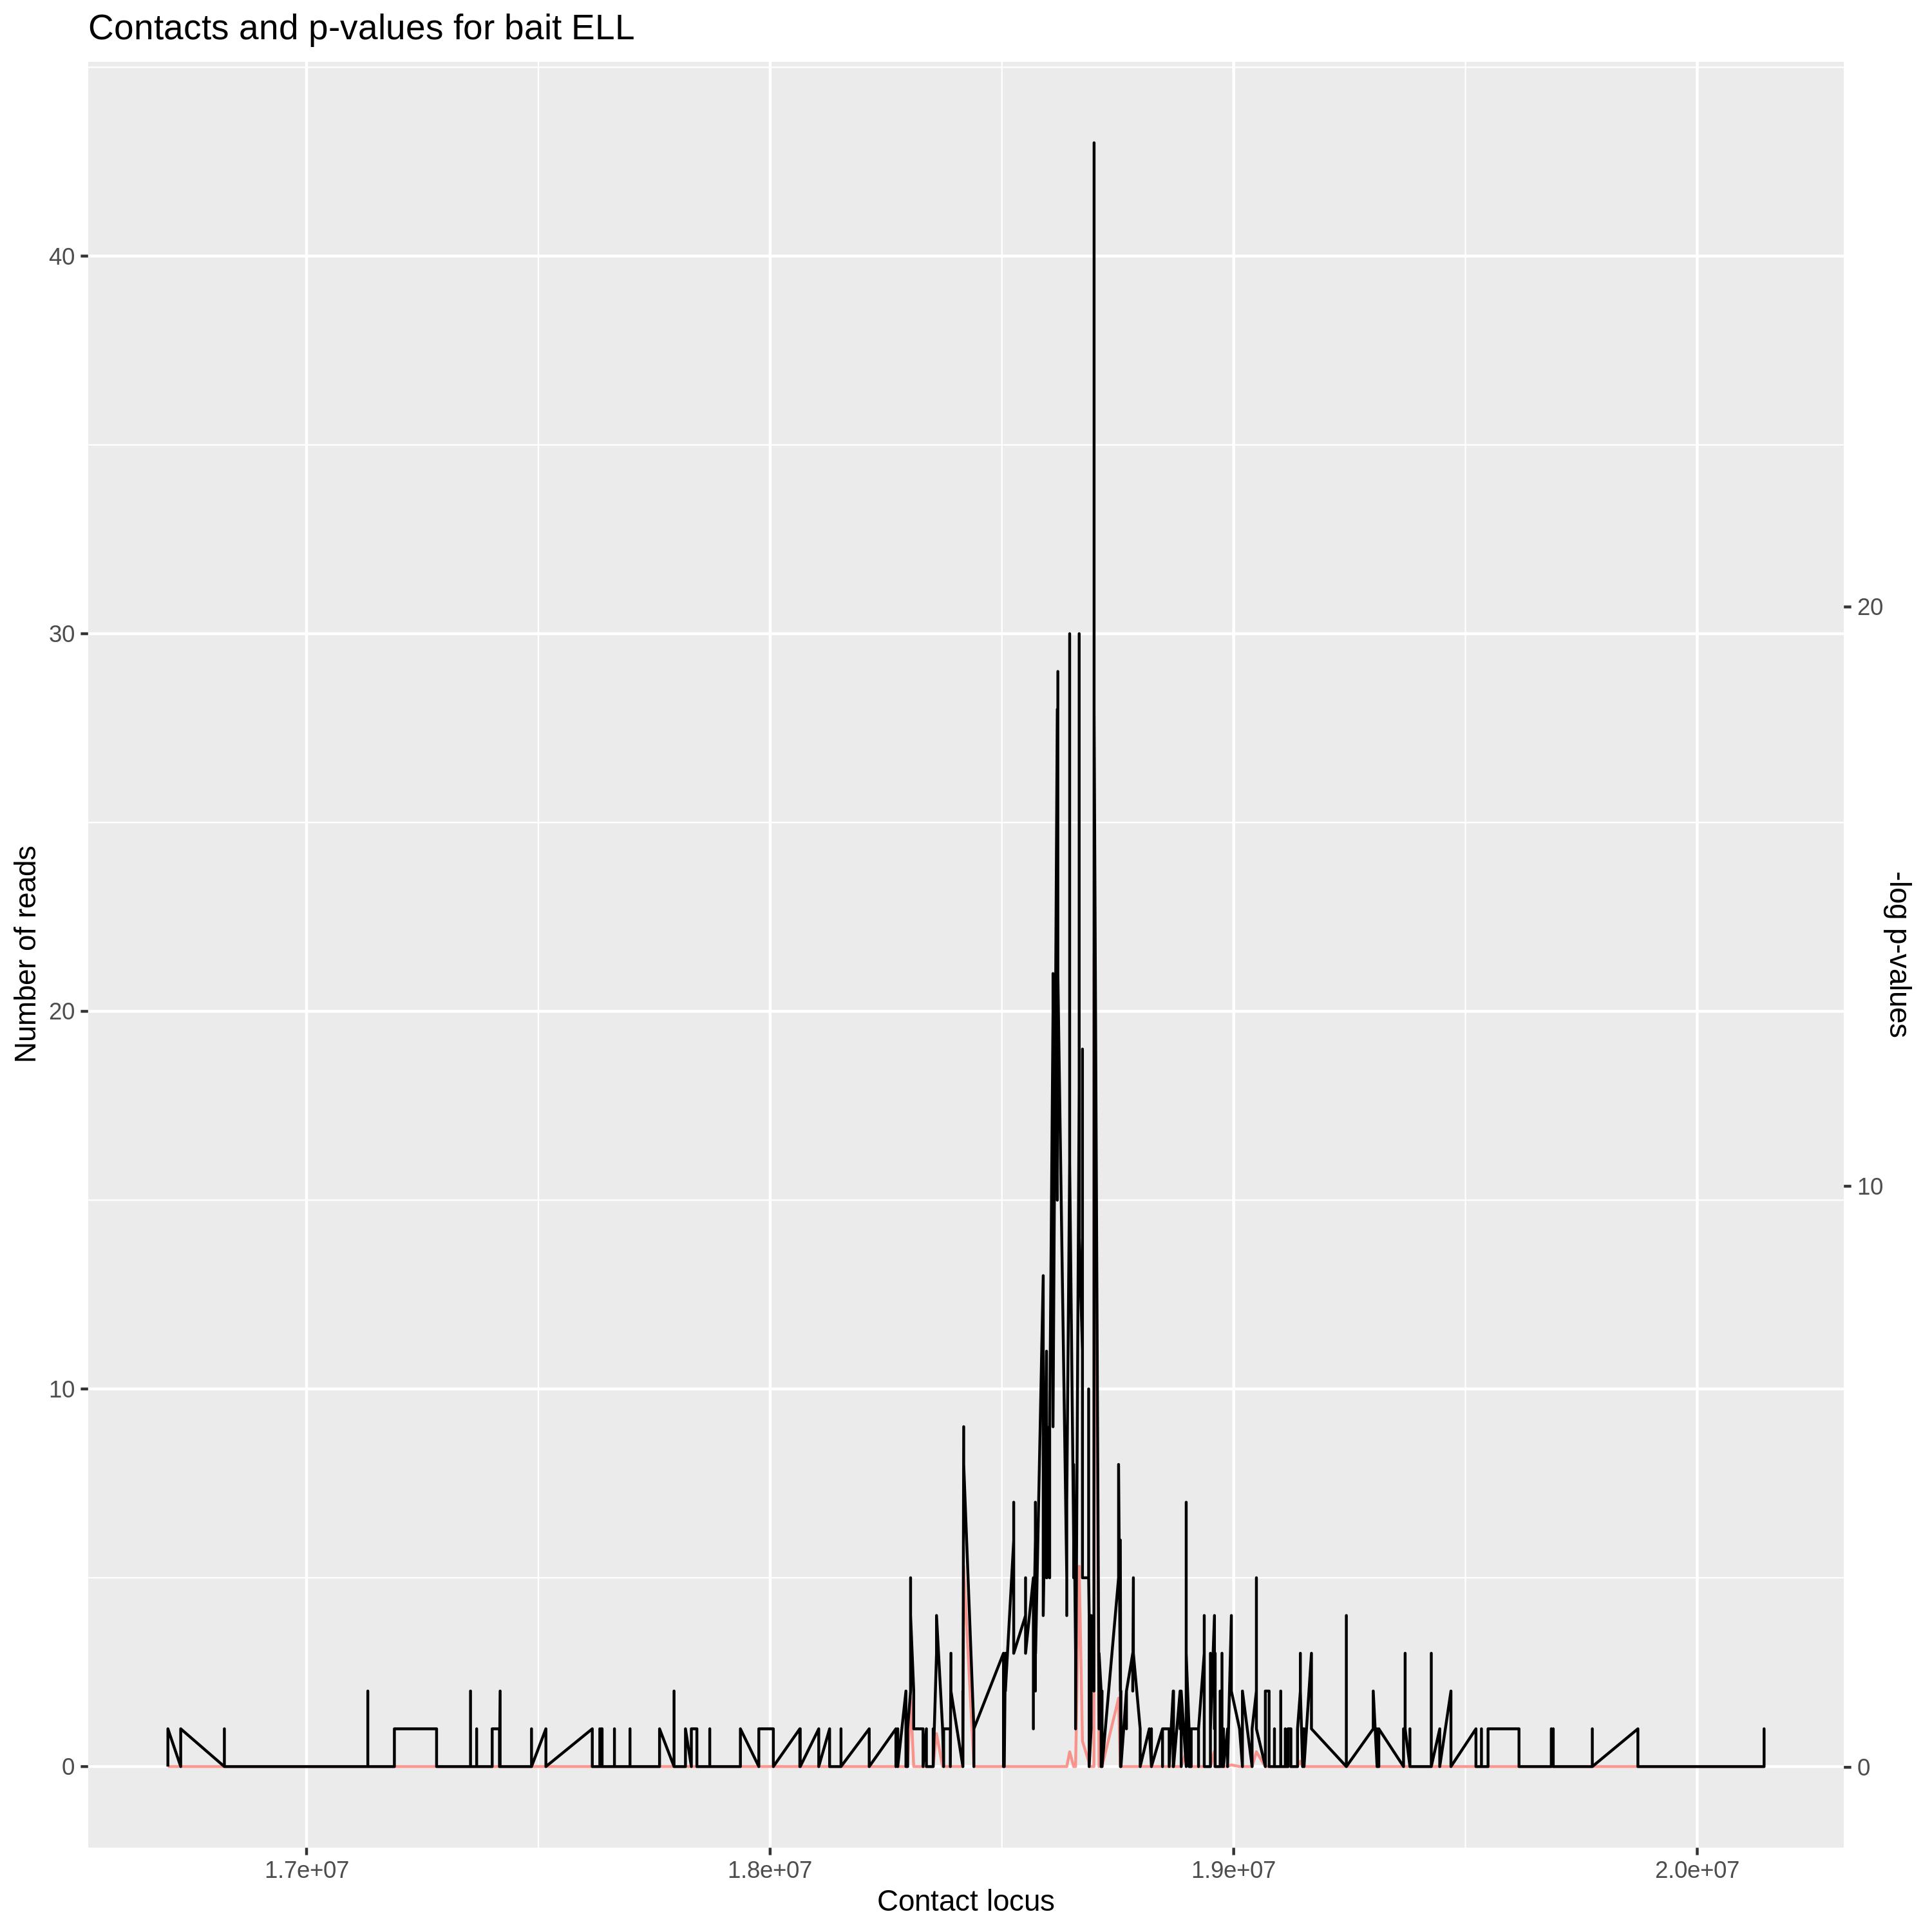 Contacts and p-values for bait ELL
40
30
20
10
0
Number of reads
20
10
0
-log p-values
1.7e+07 1.8e+07 1.9e+07 2.0e+07
Contact locus